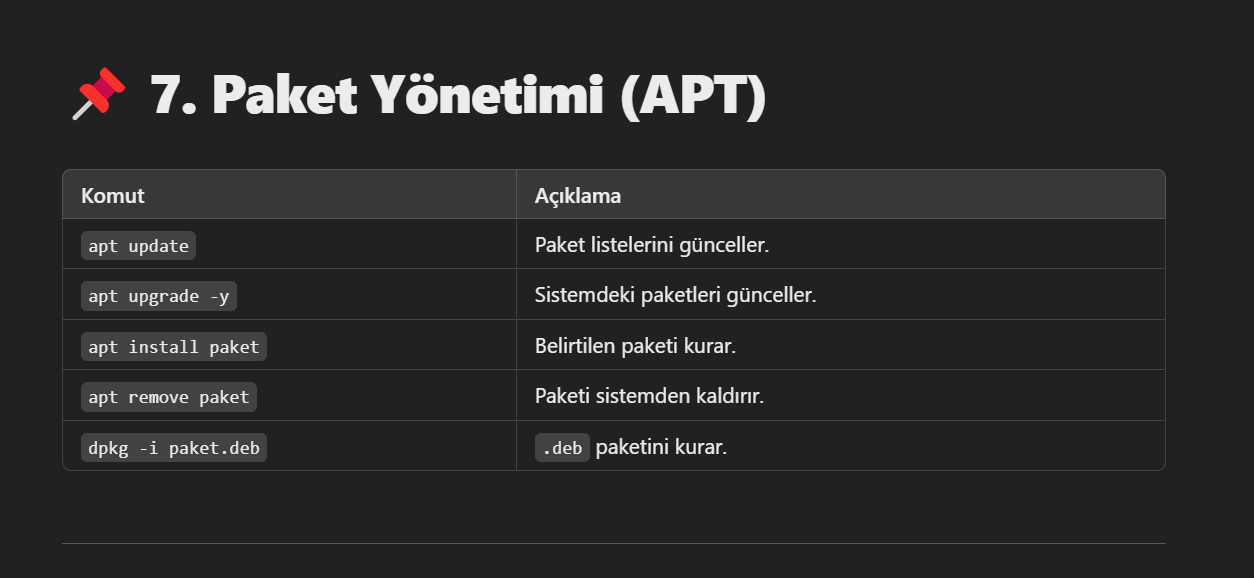 📌 7. Paket Yönetimi (APT)
Komut Açıklama
apt update Paket listelerini günceller.
apt upgrade -y Sistemdeki paketleri günceller.
apt install paket Belirtilen paketi kurar.
apt remove paket Paketi sistemden kaldırır.
dpkg -i paket.deb .deb paketini kurar.